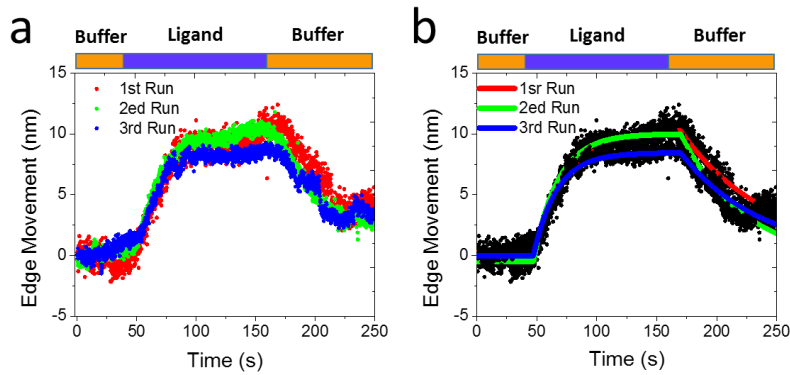 a
Buffer Ligand Buffer
15
10
5
0
-5
Edge Movement (nm)
1st Run
2ed Run
3rd Run
0 50 100 150 200 250
Time (s)
b
Buffer Ligand Buffer
15
10
5
0
-5
Edge Movement (nm)
1sr Run
2ed Run
3rd Run
0 50 100 150 200 250
Time (s)